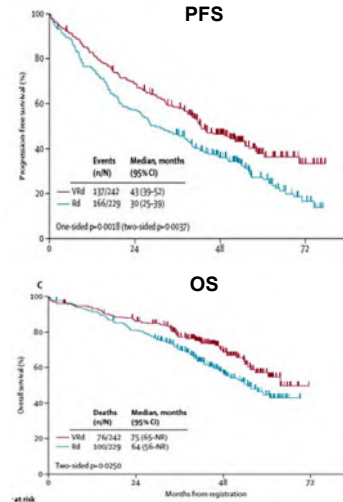 PFS
100
80
60
40
20
0
24
48
72
Progression-free survival (%)
Events (n/N)
Median, months (95% CI)
VRd 137/242 43 (39–52)
Rd 166/229 30 (25–39)
One-sided p=0·0018 (two-sided p=0·0037)
C
OS
100
80
60
40
20
0
0
24
48
72
Overall survival (%)
Deaths (n/N)
Median, months (95% CI)
VRd 76/242 75 (65–NR)
Rd 100/229 64 (56–NR)
Two-sided p=0·0250
Months from registration
at risk